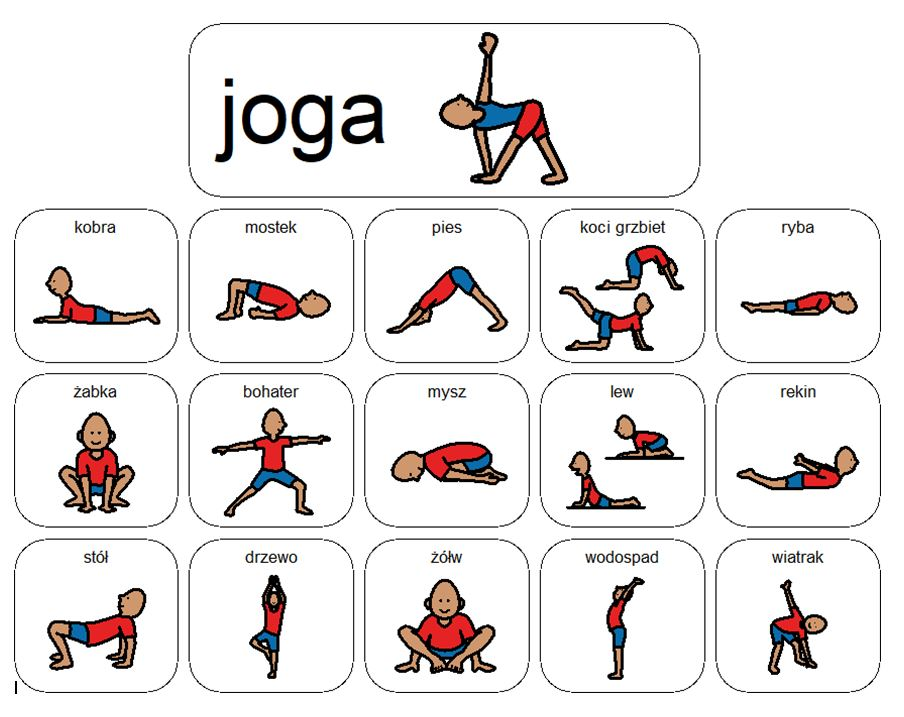 joga
kobra
mostek
pies
koci grzbiet
ryba
żabka
bohater
mysz
lew
rekin
stół
drzewo
żółw
wodospad
wiatrak